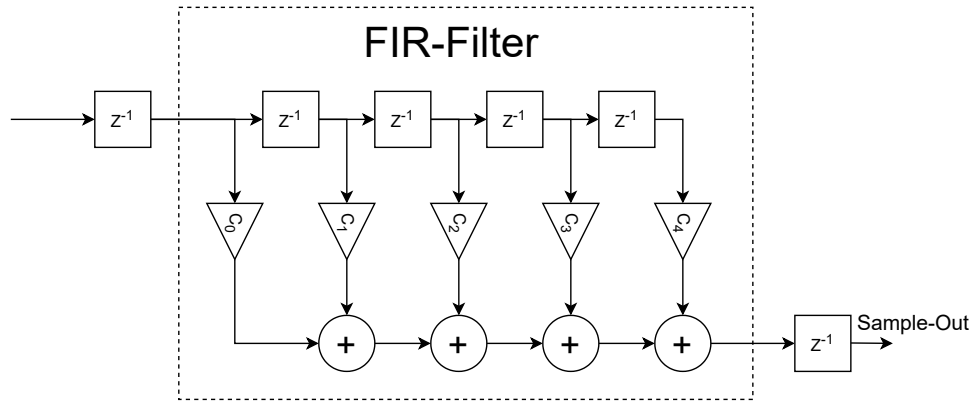 FIR-Filter
z⁻¹
z⁻¹
z⁻¹
z⁻¹
z⁻¹
C₀
C₁
C₂
C₃
C₄
+
+
+
+
z⁻¹
Sample-Out